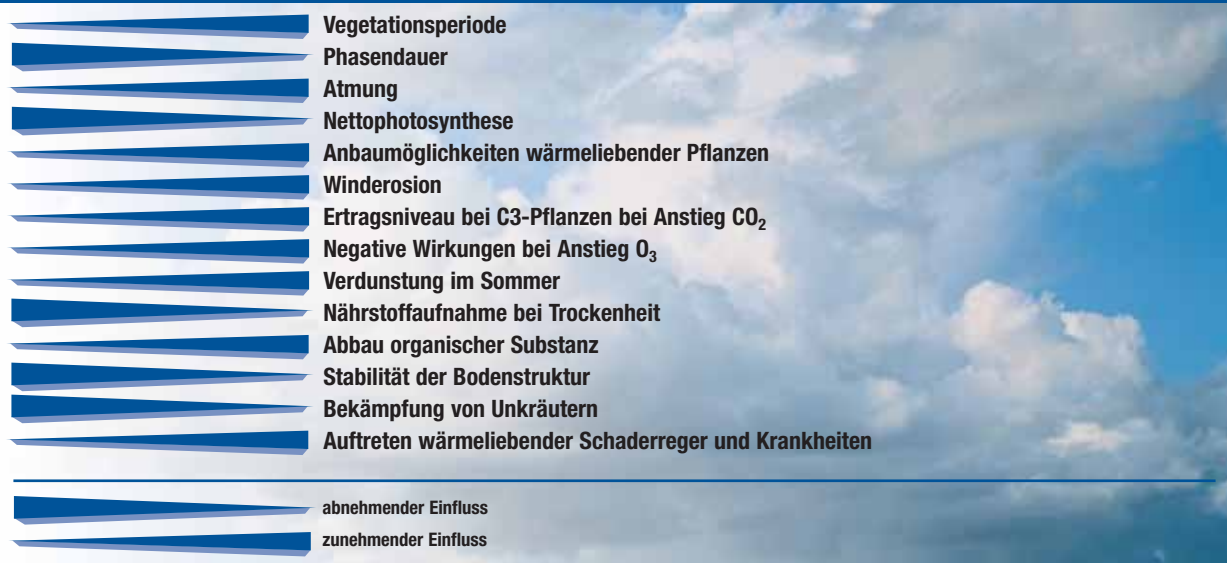 Vegetationsperiode
Phasendauer
Atmung
Nettophotosynthese
Anbaumöglichkeiten wärmeliebender Pflanzen
Winderosion
Ertragsniveau bei C3-Pflanzen bei Anstieg CO₂
Negative Wirkungen bei Anstieg O₃
Verdunstung im Sommer
Nährstoffaufnahme bei Trockenheit
Abbau organischer Substanz
Stabilität der Bodenstruktur
Bekämpfung von Unkräutern
Auftreten wärmeliebender Schaderreger und Krankheiten
abnehmender Einfluss
zunehmender Einfluss